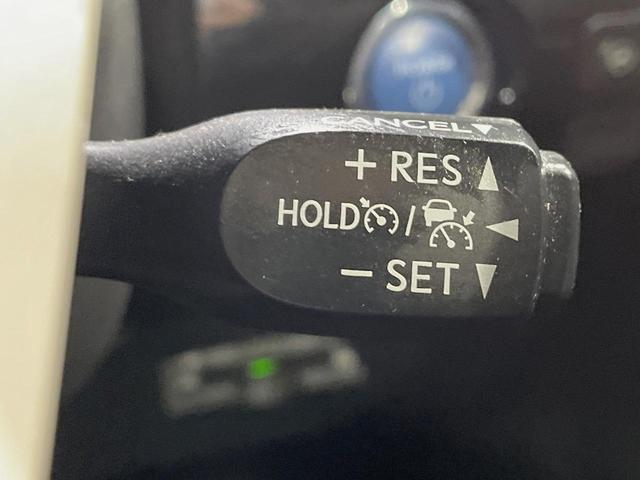 CANCEL▼
+ RES ▲
HOLD / ◀
− SET ▼